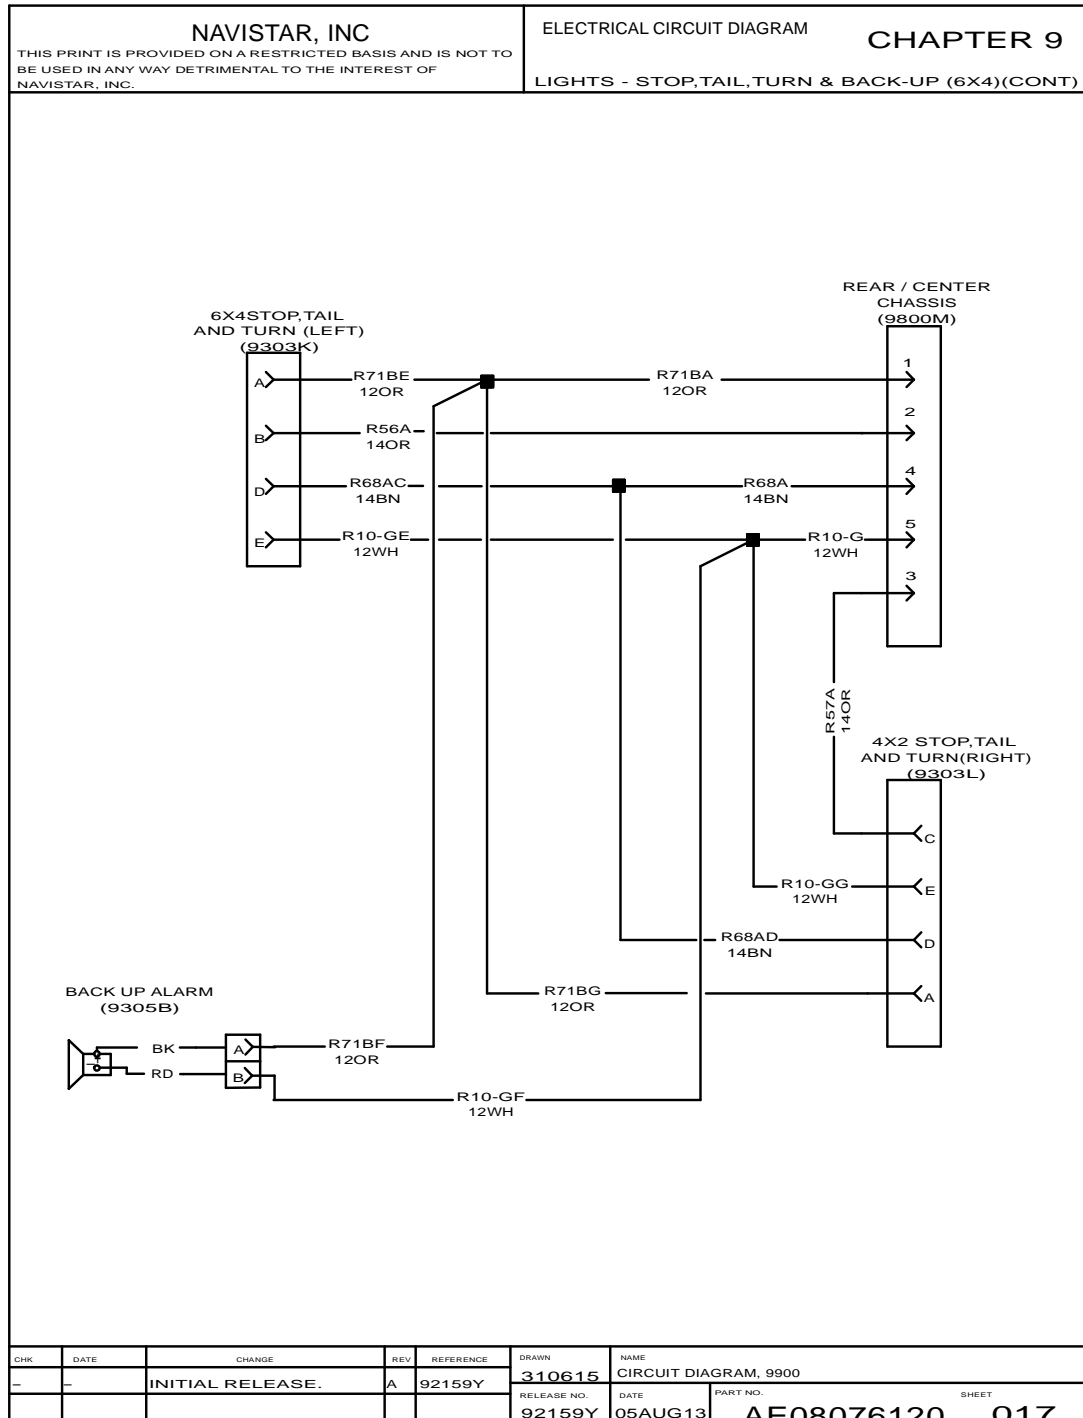 NAVISTAR, INC
THIS PRINT IS PROVIDED ON A RESTRICTED BASIS AND IS NOT TO
BE USED IN ANY WAY DETRIMENTAL TO THE INTEREST OF
NAVISTAR, INC.
ELECTRICAL CIRCUIT DIAGRAM
CHAPTER 9
LIGHTS - STOP,TAIL,TURN & BACK-UP (6X4)(CONT)
REAR / CENTER
CHASSIS
(9800M)
6X4STOP,TAIL
AND TURN (LEFT)
(9303K)
A
R71BE
12OR
R71BA
12OR
1
B
R56A
14OR
2
D
R68AC
14BN
R68A
14BN
4
E
R10-GE
12WH
R10-G
12WH
5
3
R57A
14OR
4X2 STOP,TAIL
AND TURN(RIGHT)
(9303L)
C
R10-GG
12WH
E
R68AD
14BN
D
R71BG
12OR
A
BACK UP ALARM
(9305B)
BK
A
R71BF
12OR
RD
B
R10-GF
12WH
CHK
DATE
CHANGE
REV
REFERENCE
DRAWN
NAME
–
–
INITIAL RELEASE.
A
92159Y
310615
CIRCUIT DIAGRAM, 9900
RELEASE NO.
DATE
PART NO.
SHEET
92159Y
05AUG13
AE08076120
017